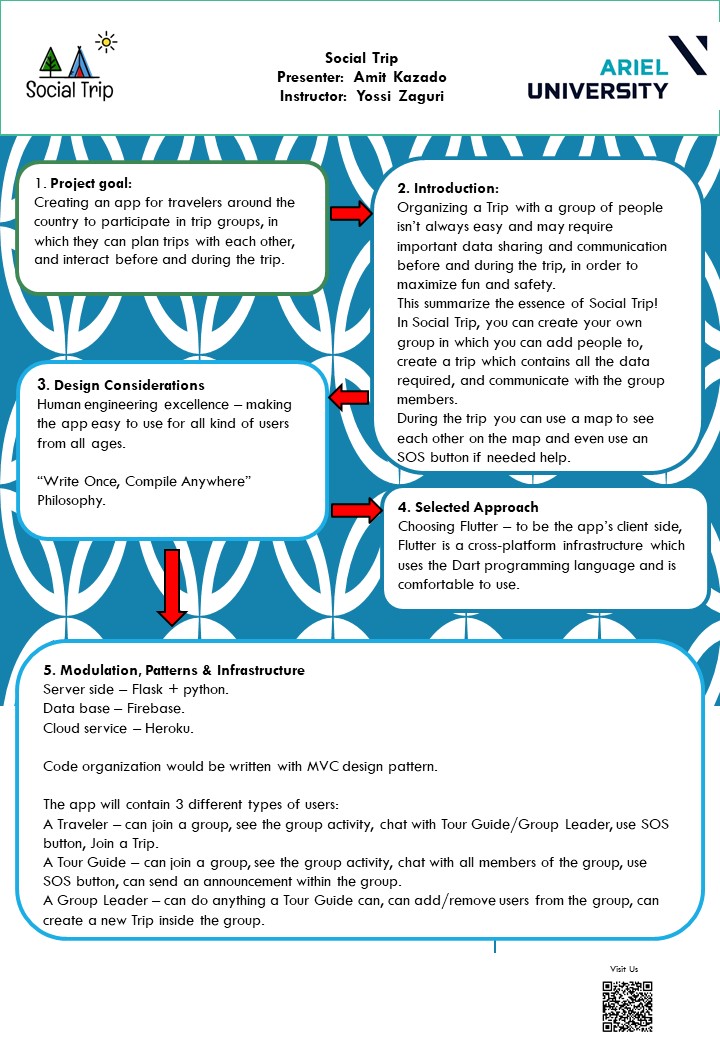 Social Trip
Social Trip
Presenter: Amit Kazado
Instructor: Yossi Zaguri
ARIEL
UNIVERSITY
1. Project goal:
Creating an app for travelers around the
country to participate in trip groups, in
which they can plan trips with each other,
and interact before and during the trip.
2. Introduction:
Organizing a Trip with a group of people
isn't always easy and may require
important data sharing and communication
before and during the trip, in order to
maximize fun and safety.
This summarize the essence of Social Trip!
In Social Trip, you can create your own
group in which you can add people to,
create a trip which contains all the data
required, and communicate with the group
members.
During the trip you can use a map to see
each other on the map and even use an
SOS button if needed help.
3. Design Considerations
Human engineering excellence – making
the app easy to use for all kind of users
from all ages.
“Write Once, Compile Anywhere”
Philosophy.
4. Selected Approach
Choosing Flutter – to be the app's client side,
Flutter is a cross-platform infrastructure which
uses the Dart programming language and is
comfortable to use.
5. Modulation, Patterns & Infrastructure
Server side – Flask + python.
Data base – Firebase.
Cloud service – Heroku.
Code organization would be written with MVC design pattern.
The app will contain 3 different types of users:
A Traveler – can join a group, see the group activity, chat with Tour Guide/Group Leader, use SOS
button, Join a Trip.
A Tour Guide – can join a group, see the group activity, chat with all members of the group, use
SOS button, can send an announcement within the group.
A Group Leader – can do anything a Tour Guide can, can add/remove users from the group, can
create a new Trip inside the group.
Visit Us